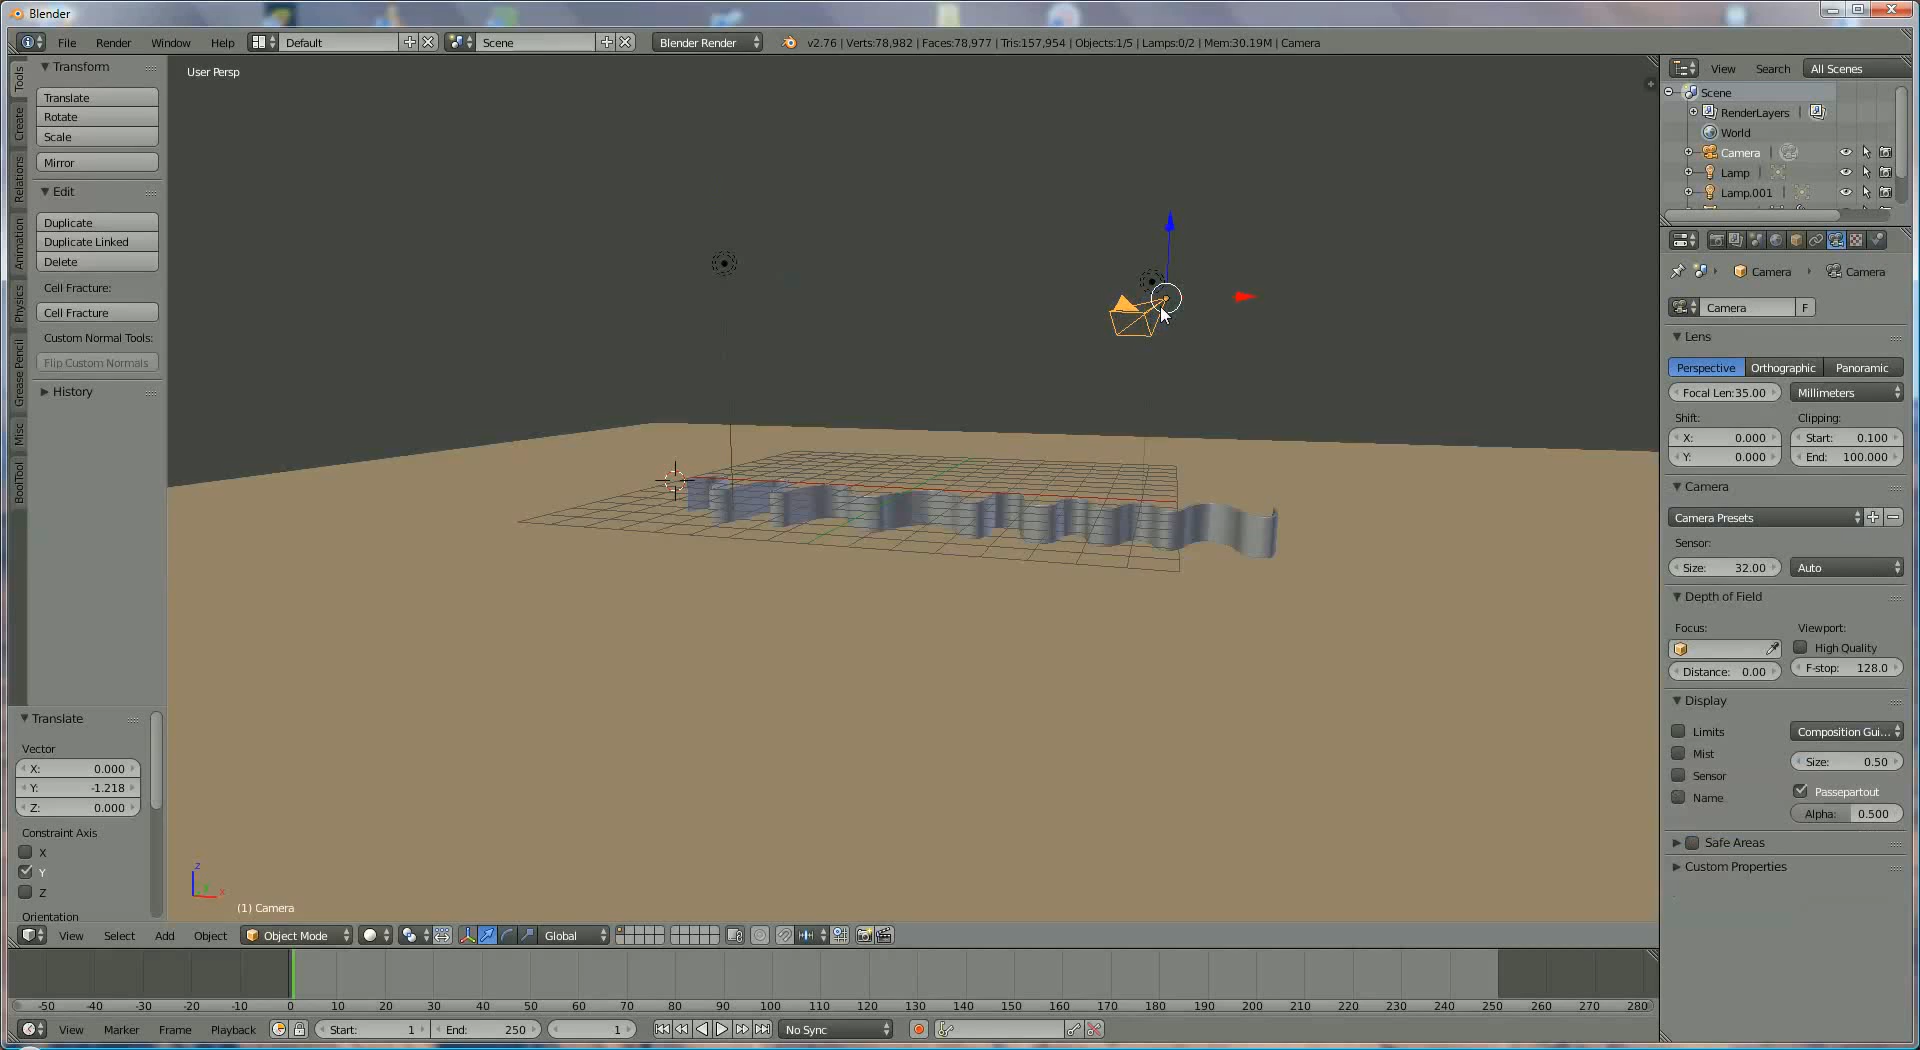 Blender
File Render Window Help Default Scene Blender Render v2.76 | Verts:78,982 | Faces:78,977 | Tris:157,954 | Objects:1/5 | Lamps:0/2 | Mem:30.19M | Camera
Tools
Create
Relations
Animation
Physics
Grease Pencil
Misc
BoolTool
Transform
Translate
Rotate
Scale
Mirror
Edit
Duplicate
Duplicate Linked
Delete
Cell Fracture:
Cell Fracture
Custom Normal Tools:
Flip Custom Normals
History
Translate
Vector
X: 0.000
Y: -1.218
Z: 0.000
Constraint Axis
X
Y
Z
Orientation
User Persp
z
x
(1) Camera
View Select Add Object Object Mode Global
-50 -40 -30 -20 -10 0 10 20 30 40 50 60 70 80 90 100 110 120 130 140 150 160 170 180 190 200 210 220 230 240 250 260 270 280
View Marker Frame Playback Start: 1 End: 250 1 No Sync
View Search All Scenes
Scene
RenderLayers
World
Camera
Lamp
Lamp.001
Camera Camera
Camera F
Lens
Perspective Orthographic Panoramic
Focal Len:35.00 Millimeters
Shift: Clipping:
X: 0.000 Start: 0.100
Y: 0.000 End: 100.000
Camera
Camera Presets
Sensor:
Size: 32.00 Auto
Depth of Field
Focus: Viewport:
High Quality
Distance: 0.00 F-stop: 128.0
Display
Limits Composition Gui...
Mist Size: 0.50
Sensor Passepartout
Name Alpha: 0.500
Safe Areas
Custom Properties